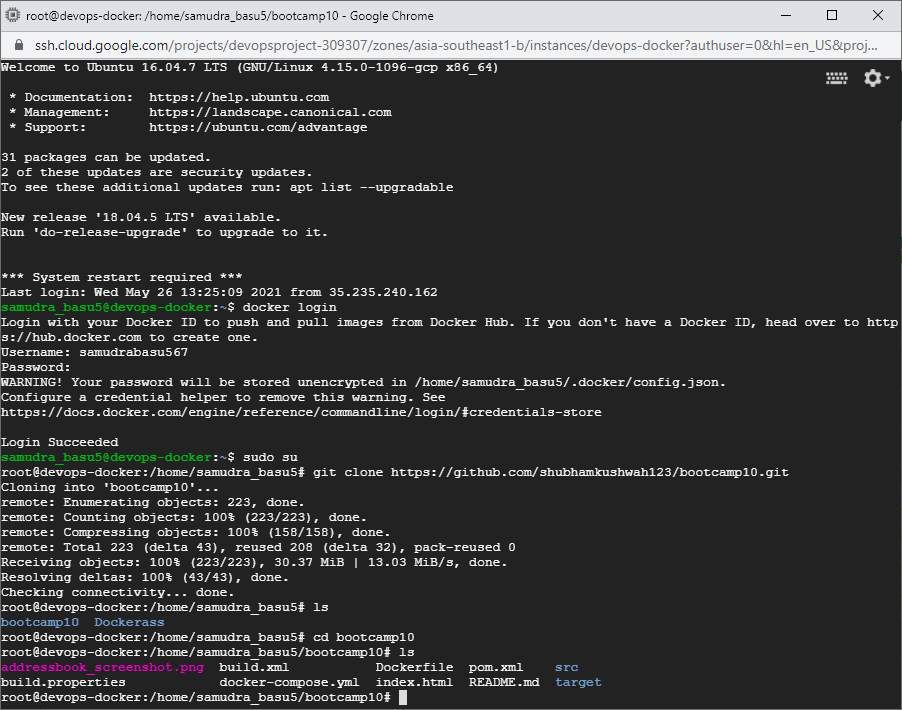 root@devops-docker: /home/samudra_basu5/bootcamp10 - Google Chrome
ssh.cloud.google.com/projects/devopsproject-309307/zones/asia-southeast1-b/instances/devops-docker?authuser=0&hl=en_US&proj...
Welcome to Ubuntu 16.04.7 LTS (GNU/Linux 4.15.0-1096-gcp x86_64)
* Documentation:  https://help.ubuntu.com
* Management:     https://landscape.canonical.com
* Support:        https://ubuntu.com/advantage
31 packages can be updated.
2 of these updates are security updates.
To see these additional updates run: apt list --upgradable
New release '18.04.5 LTS' available.
Run 'do-release-upgrade' to upgrade to it.
*** System restart required ***
Last login: Wed May 26 13:25:09 2021 from 35.235.240.162
samudra_basu5@devops-docker:~$ docker login
Login with your Docker ID to push and pull images from Docker Hub. If you don't have a Docker ID, head over to http
s://hub.docker.com to create one.
Username: samudrabasu567
Password:
WARNING! Your password will be stored unencrypted in /home/samudra_basu5/.docker/config.json.
Configure a credential helper to remove this warning. See
https://docs.docker.com/engine/reference/commandline/login/#credentials-store
Login Succeeded
samudra_basu5@devops-docker:~$ sudo su
root@devops-docker:/home/samudra_basu5# git clone https://github.com/shubhamkushwah123/bootcamp10.git
Cloning into 'bootcamp10'...
remote: Enumerating objects: 223, done.
remote: Counting objects: 100% (223/223), done.
remote: Compressing objects: 100% (158/158), done.
remote: Total 223 (delta 43), reused 208 (delta 32), pack-reused 0
Receiving objects: 100% (223/223), 30.37 MiB | 13.03 MiB/s, done.
Resolving deltas: 100% (43/43), done.
Checking connectivity... done.
root@devops-docker:/home/samudra_basu5# ls
bootcamp10  Dockerass
root@devops-docker:/home/samudra_basu5# cd bootcamp10
root@devops-docker:/home/samudra_basu5/bootcamp10# ls
addressbook_screenshot.png  build.xml           Dockerfile  pom.xml    src
build.properties            docker-compose.yml  index.html  README.md  target
root@devops-docker:/home/samudra_basu5/bootcamp10#